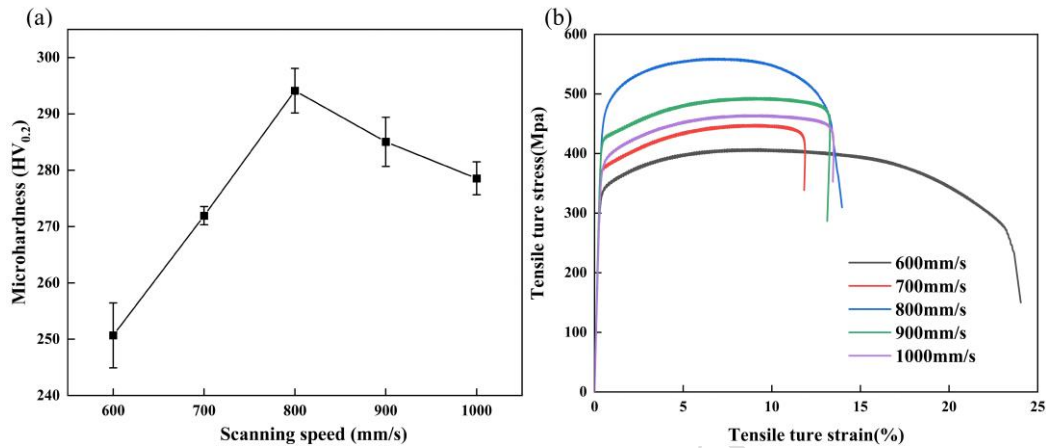 (a)
Microhardness (HV0.2)
300
290
280
270
260
250
240
600 700 800 900 1000
Scanning speed (mm/s)
(b)
Tensile ture stress(Mpa)
600
500
400
300
200
100
0
600mm/s
700mm/s
800mm/s
900mm/s
1000mm/s
0 5 10 15 20 25
Tensile ture strain(%)